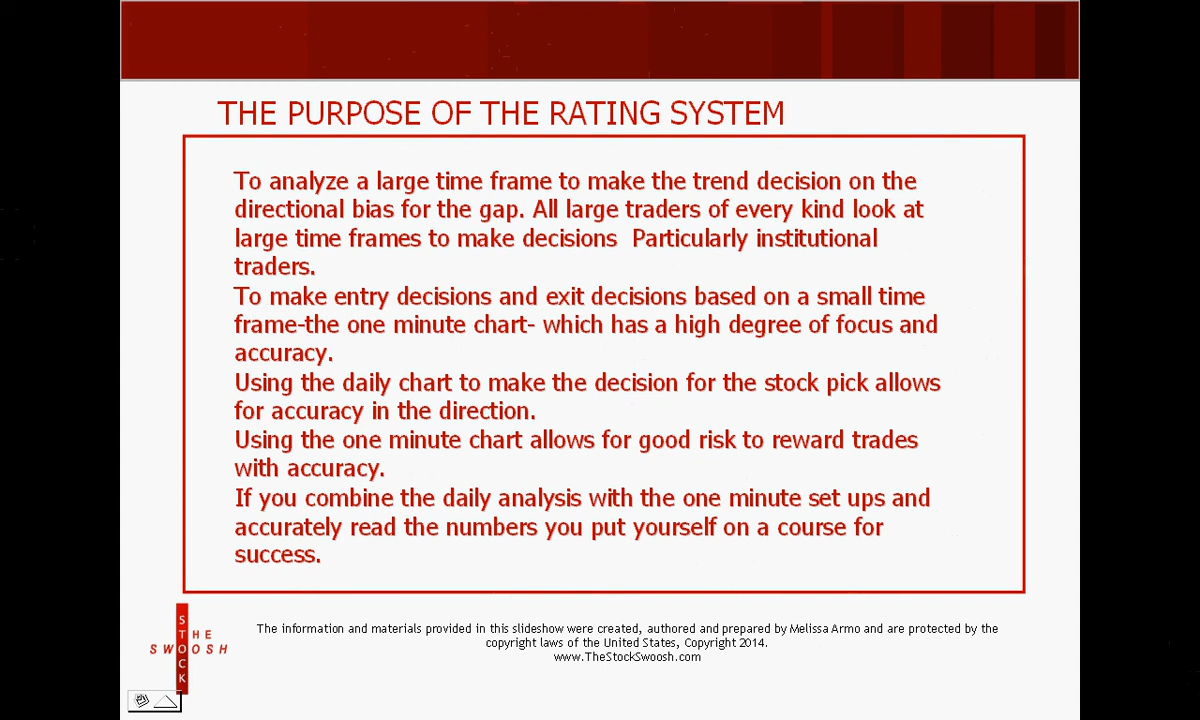 THE PURPOSE OF THE RATING SYSTEM
To analyze a large time frame to make the trend decision on the
directional bias for the gap. All large traders of every kind look at
large time frames to make decisions  Particularly institutional
traders.
To make entry decisions and exit decisions based on a small time
frame-the one minute chart- which has a high degree of focus and
accuracy.
Using the daily chart to make the decision for the stock pick allows
for accuracy in the direction.
Using the one minute chart allows for good risk to reward trades
with accuracy.
If you combine the daily analysis with the one minute set ups and
accurately read the numbers you put yourself on a course for
success.
THE
STOCK
SWOOSH
The information and materials provided in this slideshow were created, authored and prepared by Melissa Armo and are protected by the
copyright laws of the United States, Copyright 2014.
www.TheStockSwoosh.com